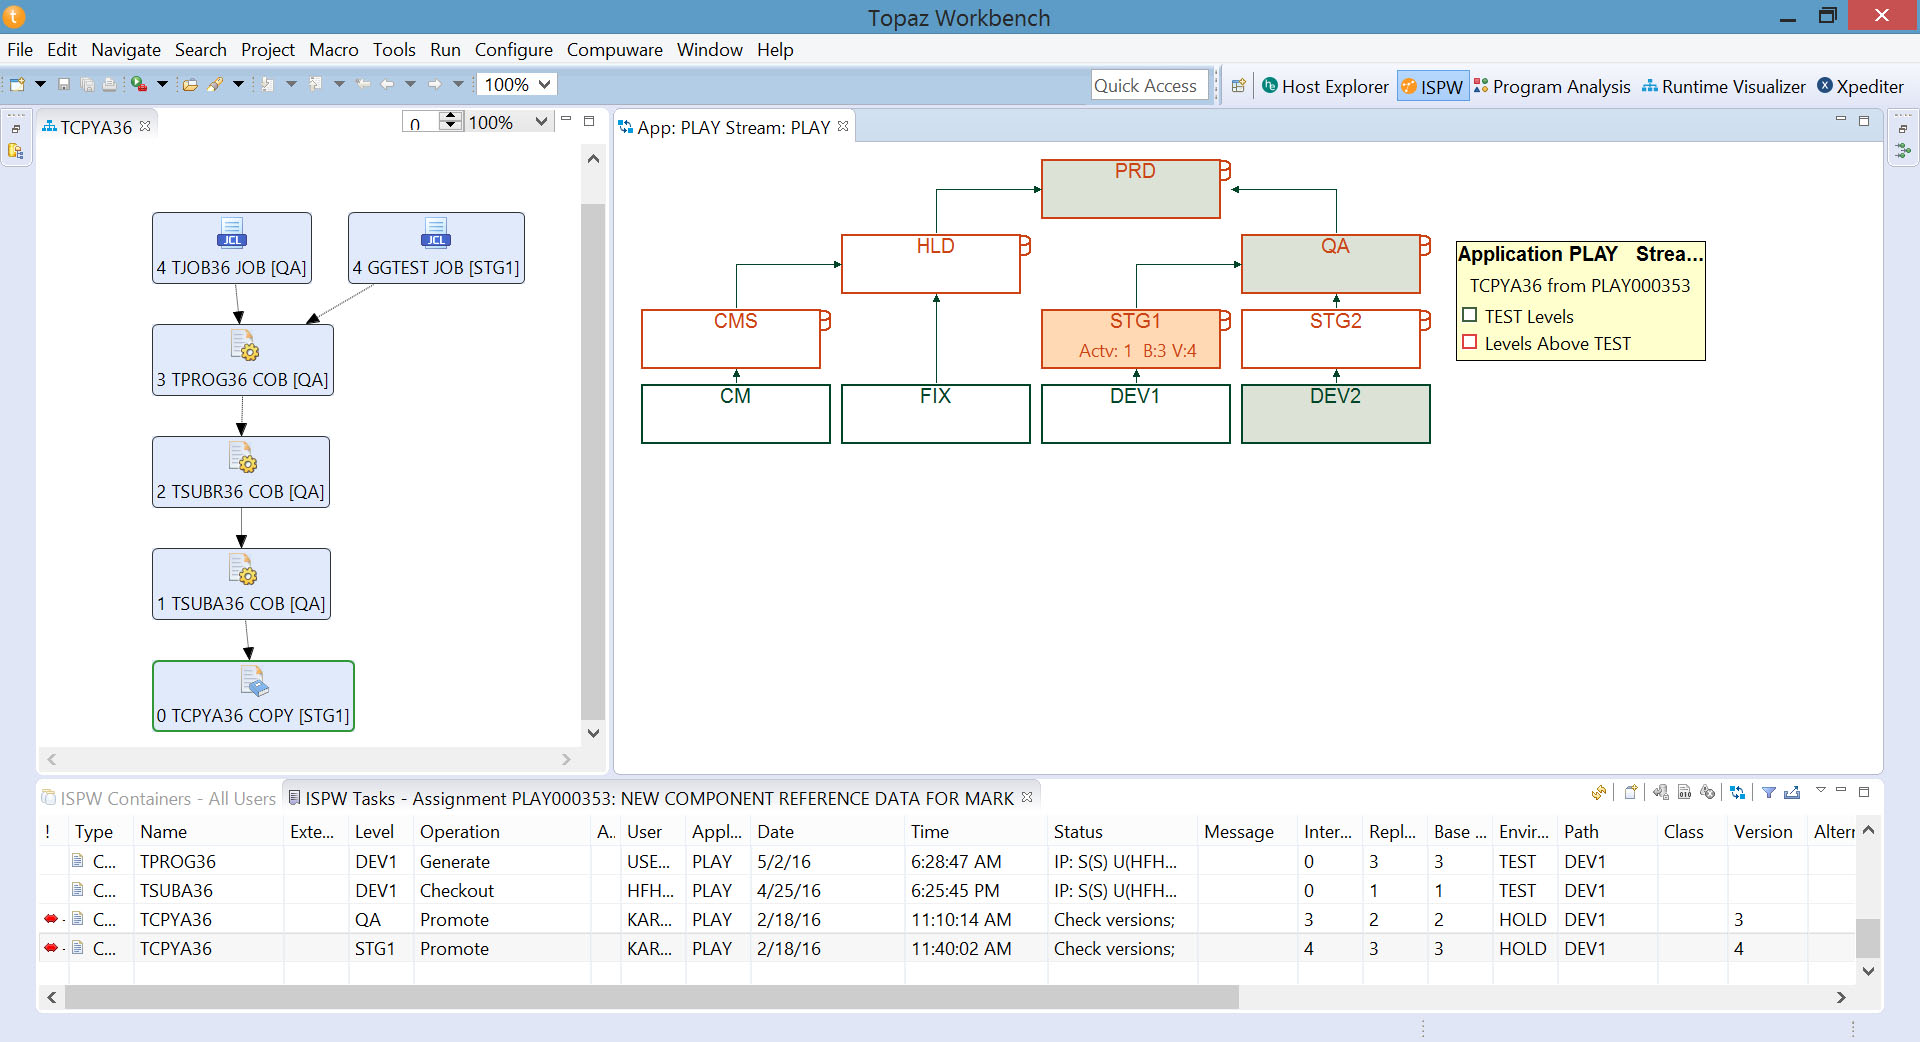 t
Topaz Workbench
File Edit Navigate Search Project Macro Tools Run Configure Compuware Window Help
100%
Quick Access
he Host Explorer ISPW Program Analysis Runtime Visualizer X Xpediter
TCPYA36
0 100%
JCL
4 TJOB36 JOB [QA]
JCL
4 GGTEST JOB [STG1]
3 TPROG36 COB [QA]
2 TSUBR36 COB [QA]
1 TSUBA36 COB [QA]
0 TCPYA36 COPY [STG1]
App: PLAY Stream: PLAY
PRD
HLD
QA
CMS
STG1
Actv: 1 B:3 V:4
STG2
CM
FIX
DEV1
DEV2
Application PLAY Strea...
TCPYA36 from PLAY000353
TEST Levels
Levels Above TEST
ISPW Containers - All Users
ISPW Tasks - Assignment PLAY000353: NEW COMPONENT REFERENCE DATA FOR MARK
010
! Type Name Exte... Level Operation A.. User Appl... Date Time Status Message Inter... Repl... Base ... Envir... Path Class Version Altern
C... TPROG36 DEV1 Generate USE... PLAY 5/2/16 6:28:47 AM IP: S(S) U(HFH... 0 3 3 TEST DEV1
C... TSUBA36 DEV1 Checkout HFH... PLAY 4/25/16 6:25:45 PM IP: S(S) U(HFH... 0 1 1 TEST DEV1
C... TCPYA36 QA Promote KAR... PLAY 2/18/16 11:10:14 AM Check versions; 3 2 2 HOLD DEV1 3
C... TCPYA36 STG1 Promote KAR... PLAY 2/18/16 11:40:02 AM Check versions; 4 3 3 HOLD DEV1 4